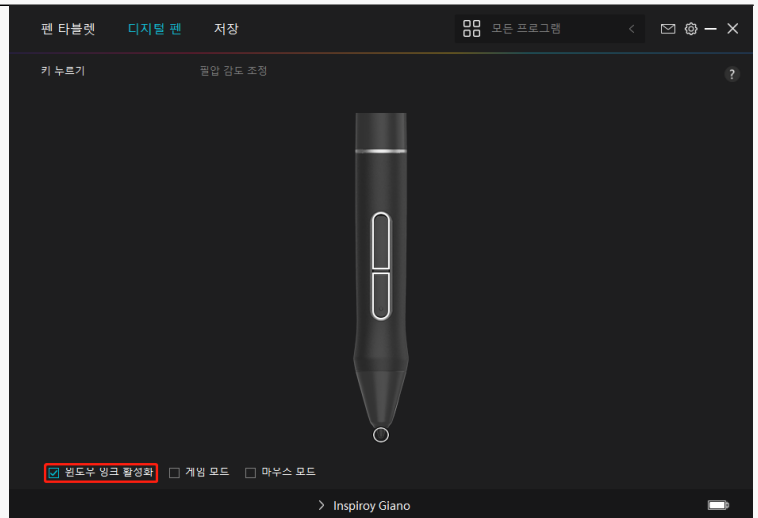 펜 타블렛 디지털 펜 저장 모든 프로그램
키 누르기 필압 감도 조정 ?
윈도우 잉크 활성화 게임 모드 마우스 모드
Inspiroy Giano